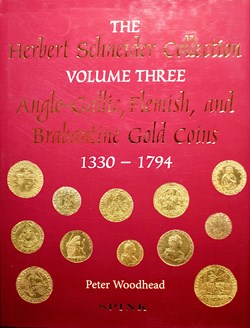 THE
Herbert Schneider Collection
VOLUME THREE
Anglo-Gallic, Flemish, and
Brabantine Gold Coins
1330 – 1794
Peter Woodhead
SPINK